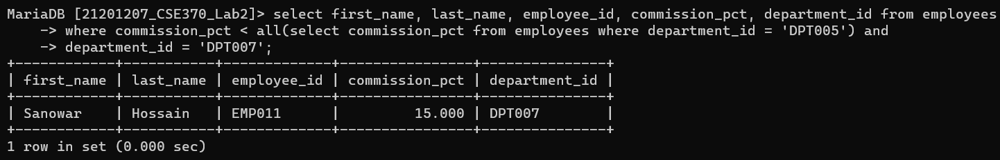 MariaDB [21201207_CSE370_Lab2]> select first_name, last_name, employee_id, commission_pct, department_id from employees
    -> where commission_pct < all(select commission_pct from employees where department_id = 'DPT005') and
    -> department_id = 'DPT007';
+------------+-----------+-------------+----------------+---------------+
| first_name | last_name | employee_id | commission_pct | department_id |
+------------+-----------+-------------+----------------+---------------+
| Sanowar    | Hossain   | EMP011      |         15.000 | DPT007        |
+------------+-----------+-------------+----------------+---------------+
1 row in set (0.000 sec)